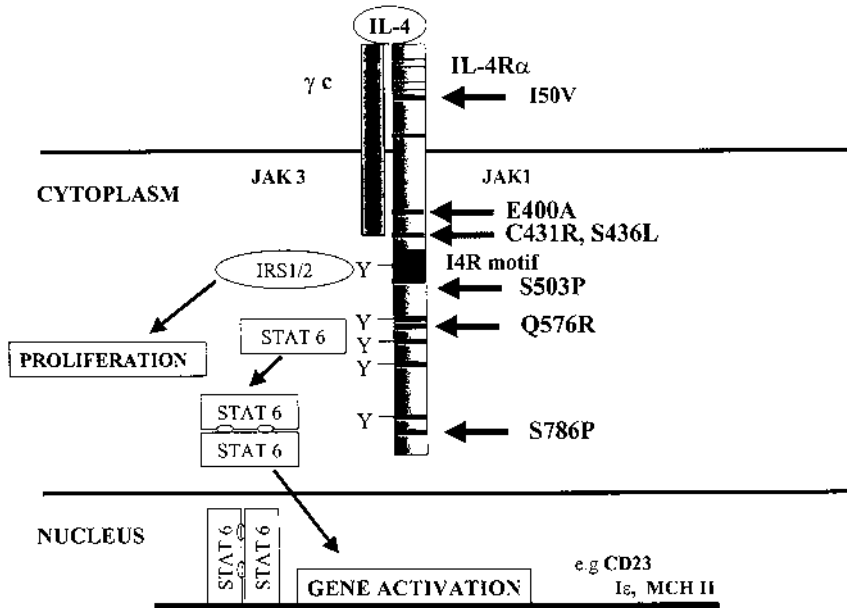 IL-4
γ c
IL-4Rα
I50V
JAK 3
JAK1
CYTOPLASM
E400A
C431R, S436L
IRS1/2
Y
I4R motif
S503P
Y
STAT 6
Q576R
Y
PROLIFERATION
Y
STAT 6
Y
S786P
STAT 6
NUCLEUS
STAT 6
STAT 6
e.g CD23
GENE ACTIVATION
Iε, MCH II